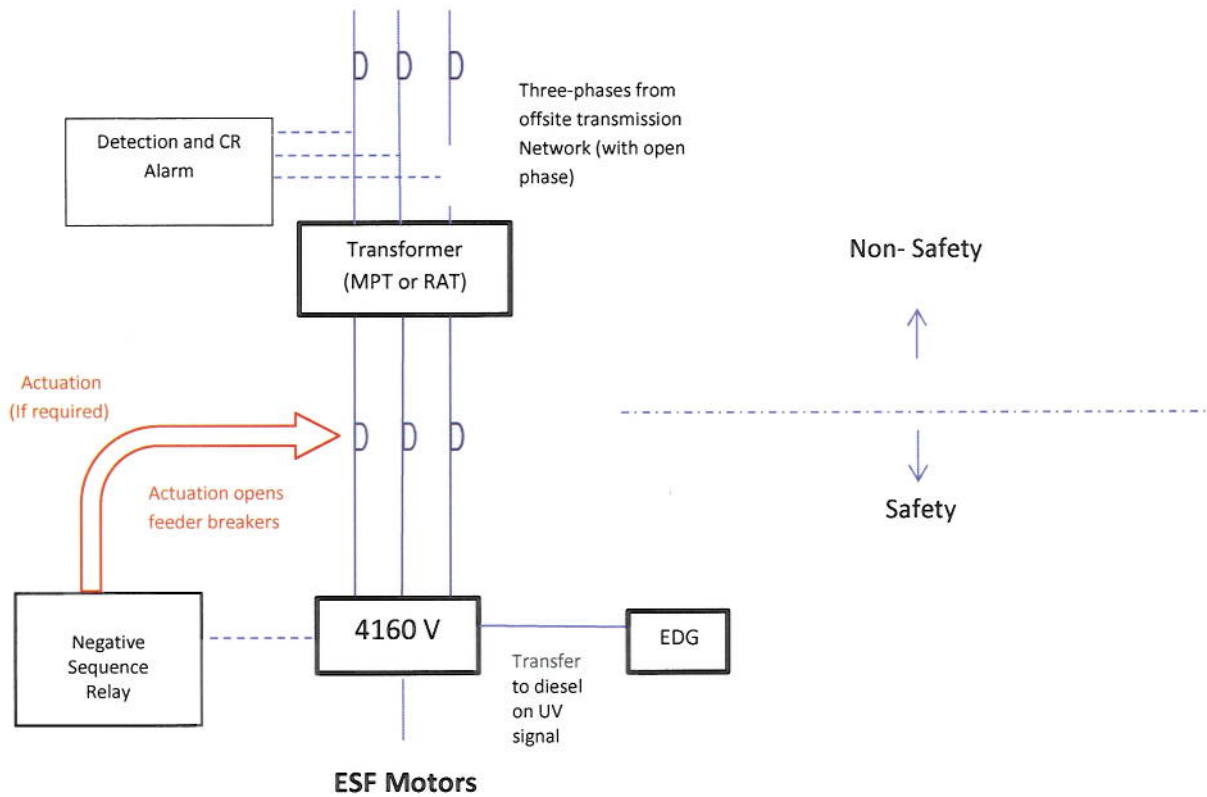 Three-phases from
offsite transmission
Network (with open
phase)
Detection and CR
Alarm
Transformer
(MPT or RAT)
Non- Safety
Actuation
(If required)
Actuation opens
feeder breakers
Safety
Negative
Sequence
Relay
4160 V
EDG
Transfer
to diesel
on UV
signal
ESF Motors